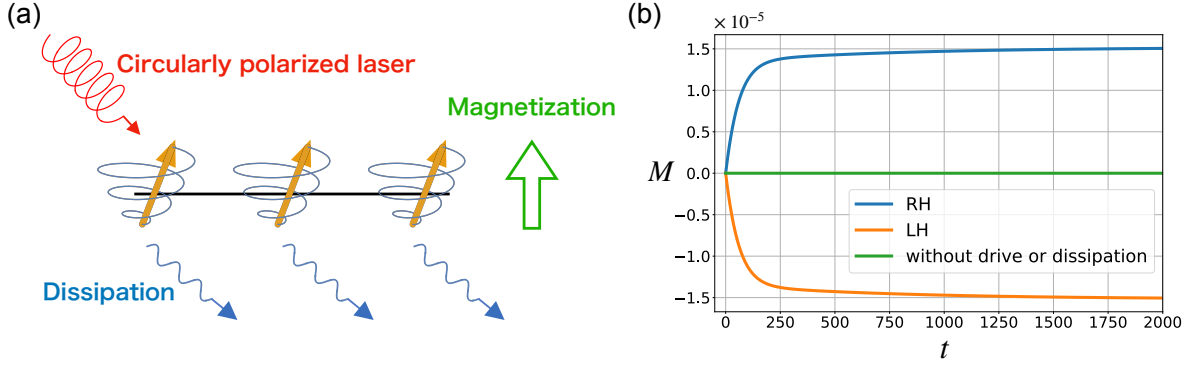 (a)
Circularly polarized laser
Magnetization
Dissipation
(b)
× 10⁻⁵
1.5
1.0
0.5
0.0
−0.5
−1.0
−1.5
M
RH
LH
without drive or dissipation
0 250 500 750 1000 1250 1500 1750 2000
t